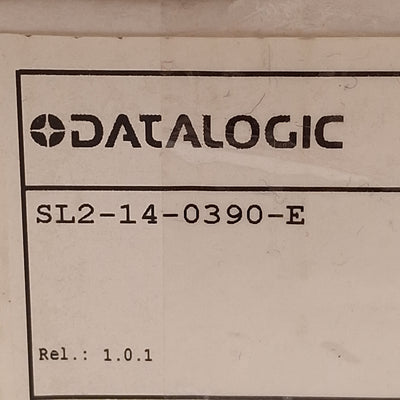 DATALOGIC
SL2-14-0390-E
Rel.: 1.0.1